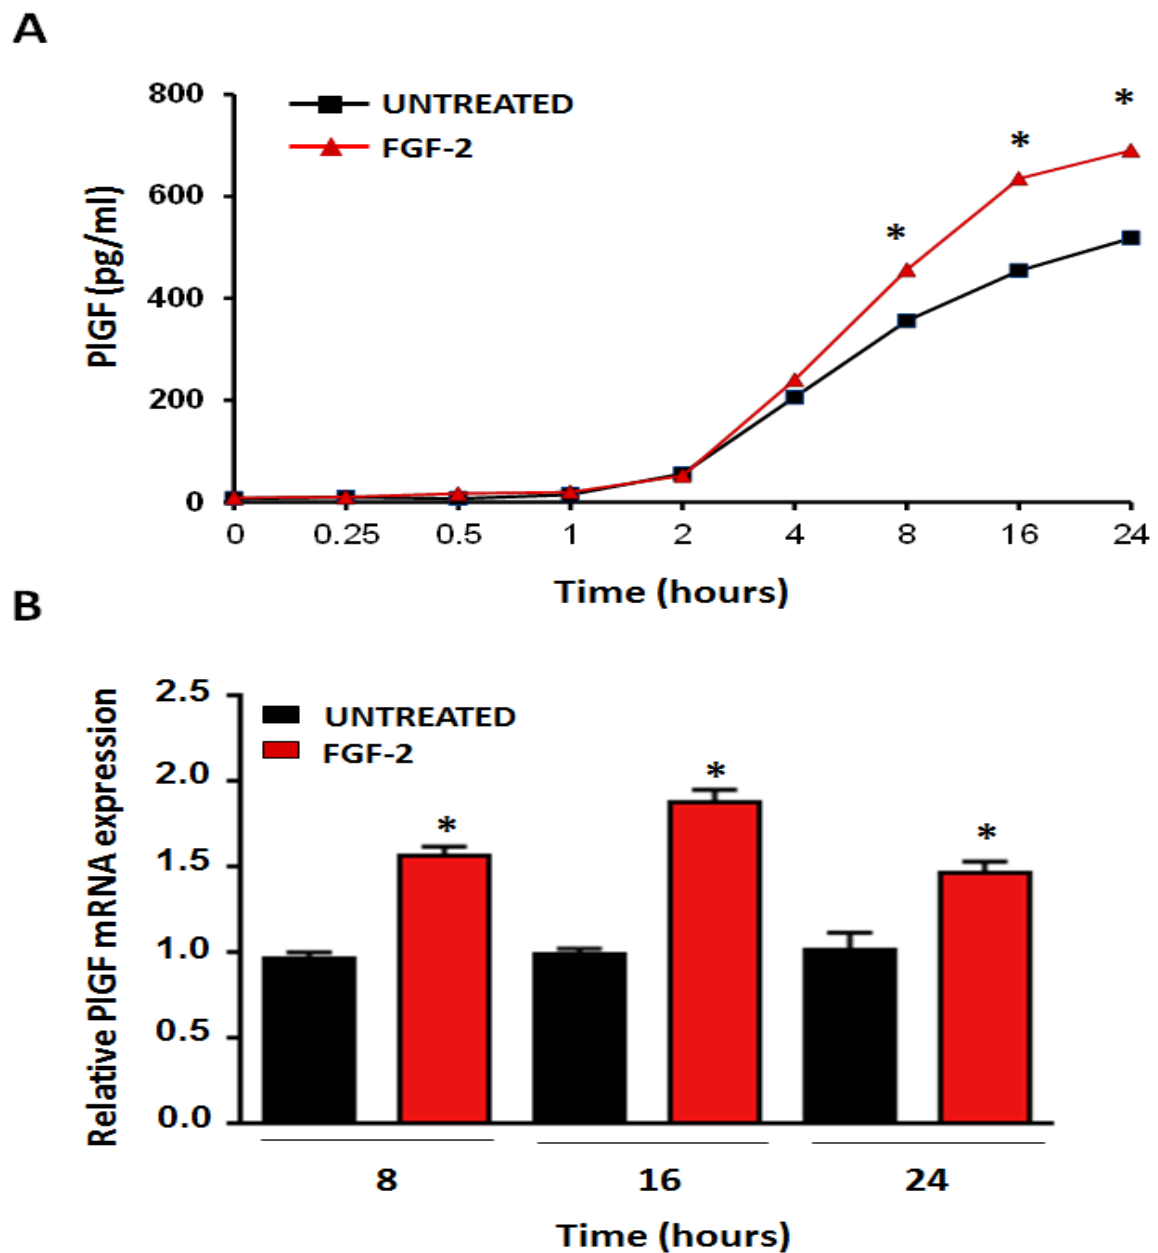 A
800
600
400
200
0
PlGF (pg/ml)
UNTREATED
FGF-2
*
*
*
0 0.25 0.5 1 2 4 8 16 24
Time (hours)
B
2.5
2.0
1.5
1.0
0.5
0.0
Relative PlGF mRNA expression
UNTREATED
FGF-2
*
*
*
8 16 24
Time (hours)